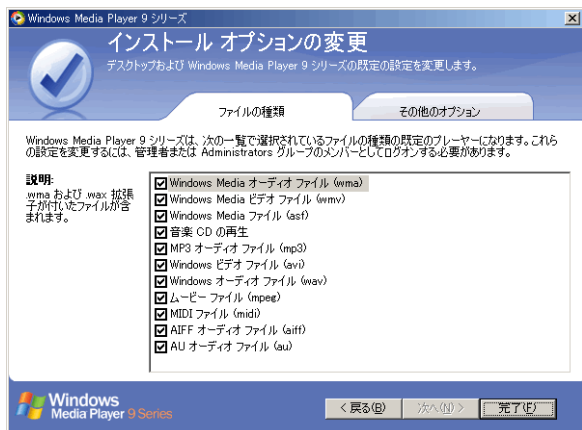 Windows Media Player 9 シリーズ
インストール オプションの変更
デスクトップおよび Windows Media Player 9 シリーズの既定の設定を変更します。
ファイルの種類
その他のオプション
Windows Media Player 9 シリーズは、次の一覧で選択されているファイルの種類の既定のプレーヤーになります。これら
の設定を変更するには、管理者または Administrators グループのメンバーとしてログオンする必要があります。
説明:
.wma および .wax 拡張
子が付いたファイルが含
まれます。
Windows Media オーディオ ファイル (wma)
Windows Media ビデオ ファイル (wmv)
Windows Media ファイル (asf)
音楽 CD の再生
MP3 オーディオ ファイル (mp3)
Windows ビデオ ファイル (avi)
Windows オーディオ ファイル (wav)
ムービー ファイル (mpeg)
MIDI ファイル (midi)
AIFF オーディオ ファイル (aiff)
AU オーディオ ファイル (au)
Windows
Media Player 9 Series
< 戻る(B)
次へ(N) >
完了(F)